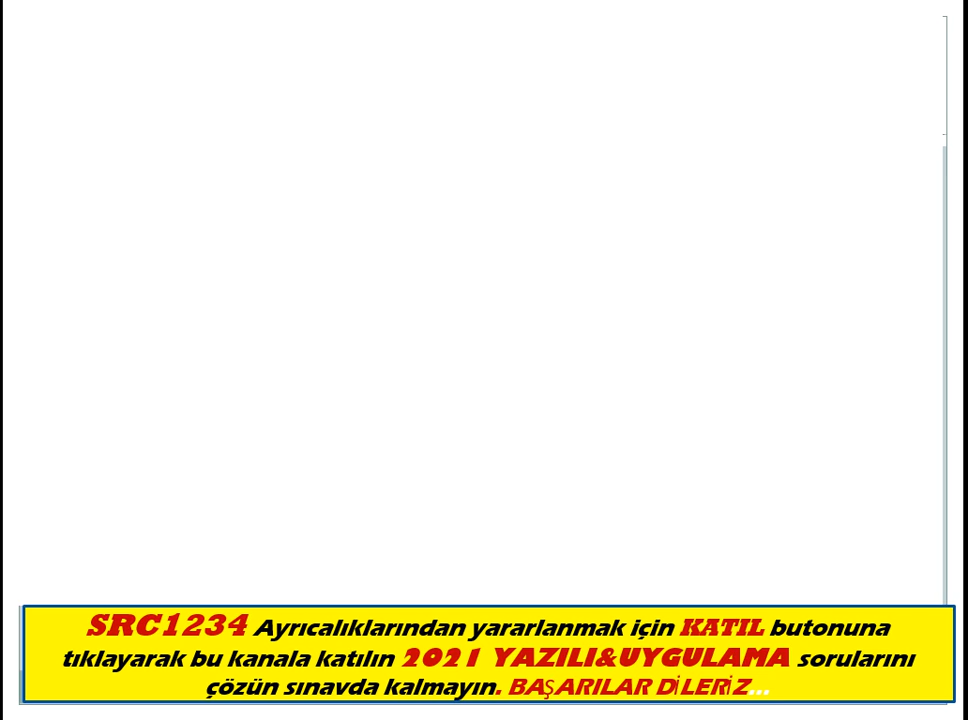 SRC1234 Ayrıcalıklarından yararlanmak için KATIL butonuna
tıklayarak bu kanala katılın 2021 YAZILI&UYGULAMA sorularını
çözün sınavda kalmayın. BAŞARILAR DİLERİZ...